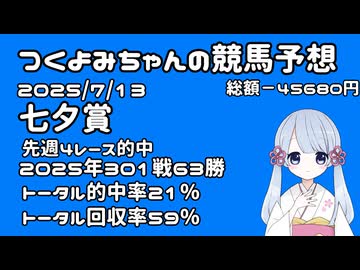 つくよみちゃんの競馬予想
2025/7/13
総額-45680円
七夕賞
先週4レース的中
2025年301戦63勝
トータル的中率21%
トータル回収率59%